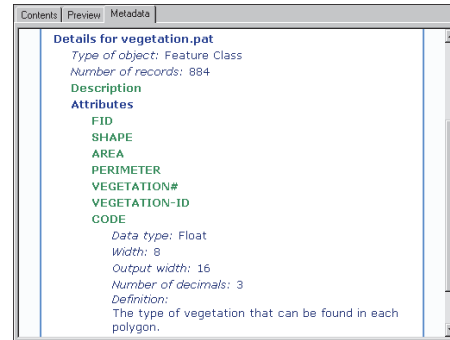 Contents Preview Metadata
Details for vegetation.pat
Type of object: Feature Class
Number of records: 884
Description
Attributes
FID
SHAPE
AREA
PERIMETER
VEGETATION#
VEGETATION-ID
CODE
Data type: Float
Width: 8
Output width: 16
Number of decimals: 3
Definition:
The type of vegetation that can be found in each
polygon.